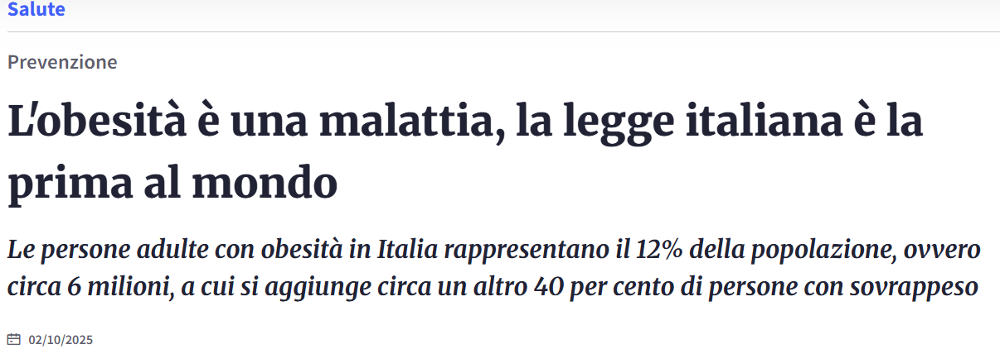 Salute
Prevenzione
L'obesità è una malattia, la legge italiana è la
prima al mondo
Le persone adulte con obesità in Italia rappresentano il 12% della popolazione, ovvero
circa 6 milioni, a cui si aggiunge circa un altro 40 per cento di persone con sovrappeso
02/10/2025